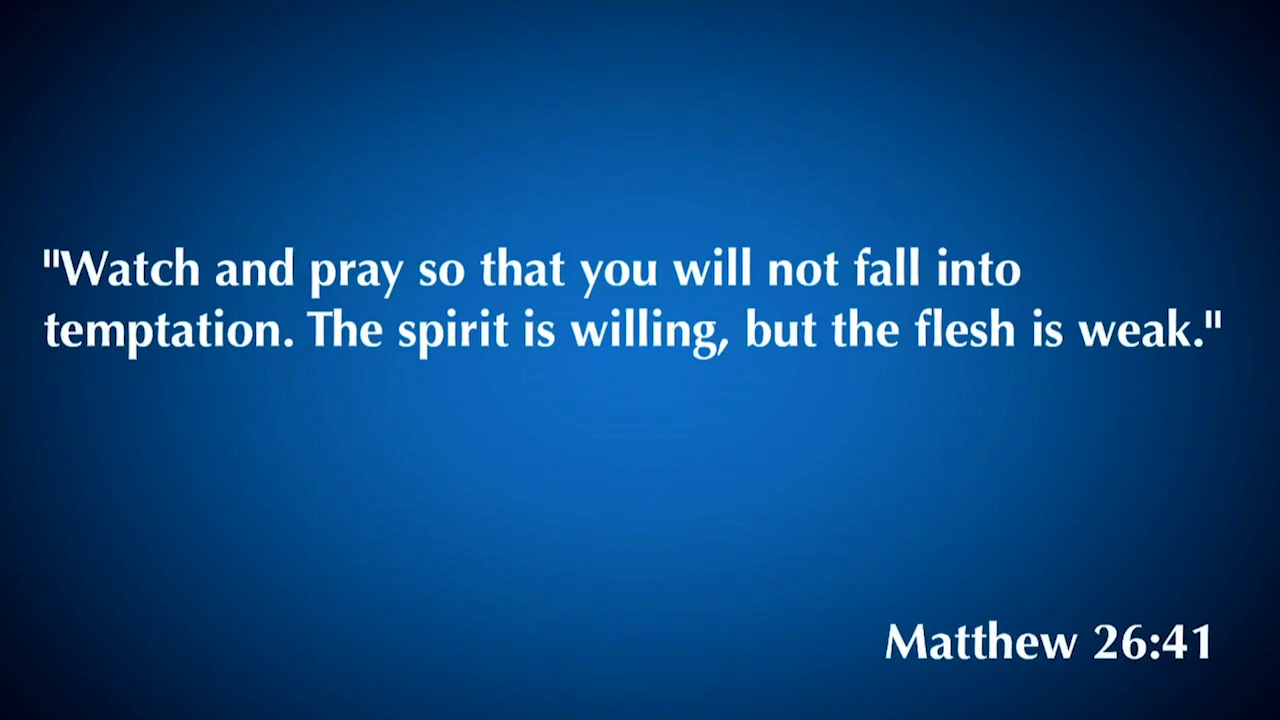 "Watch and pray so that you will not fall into
temptation. The spirit is willing, but the flesh is weak."
Matthew 26:41